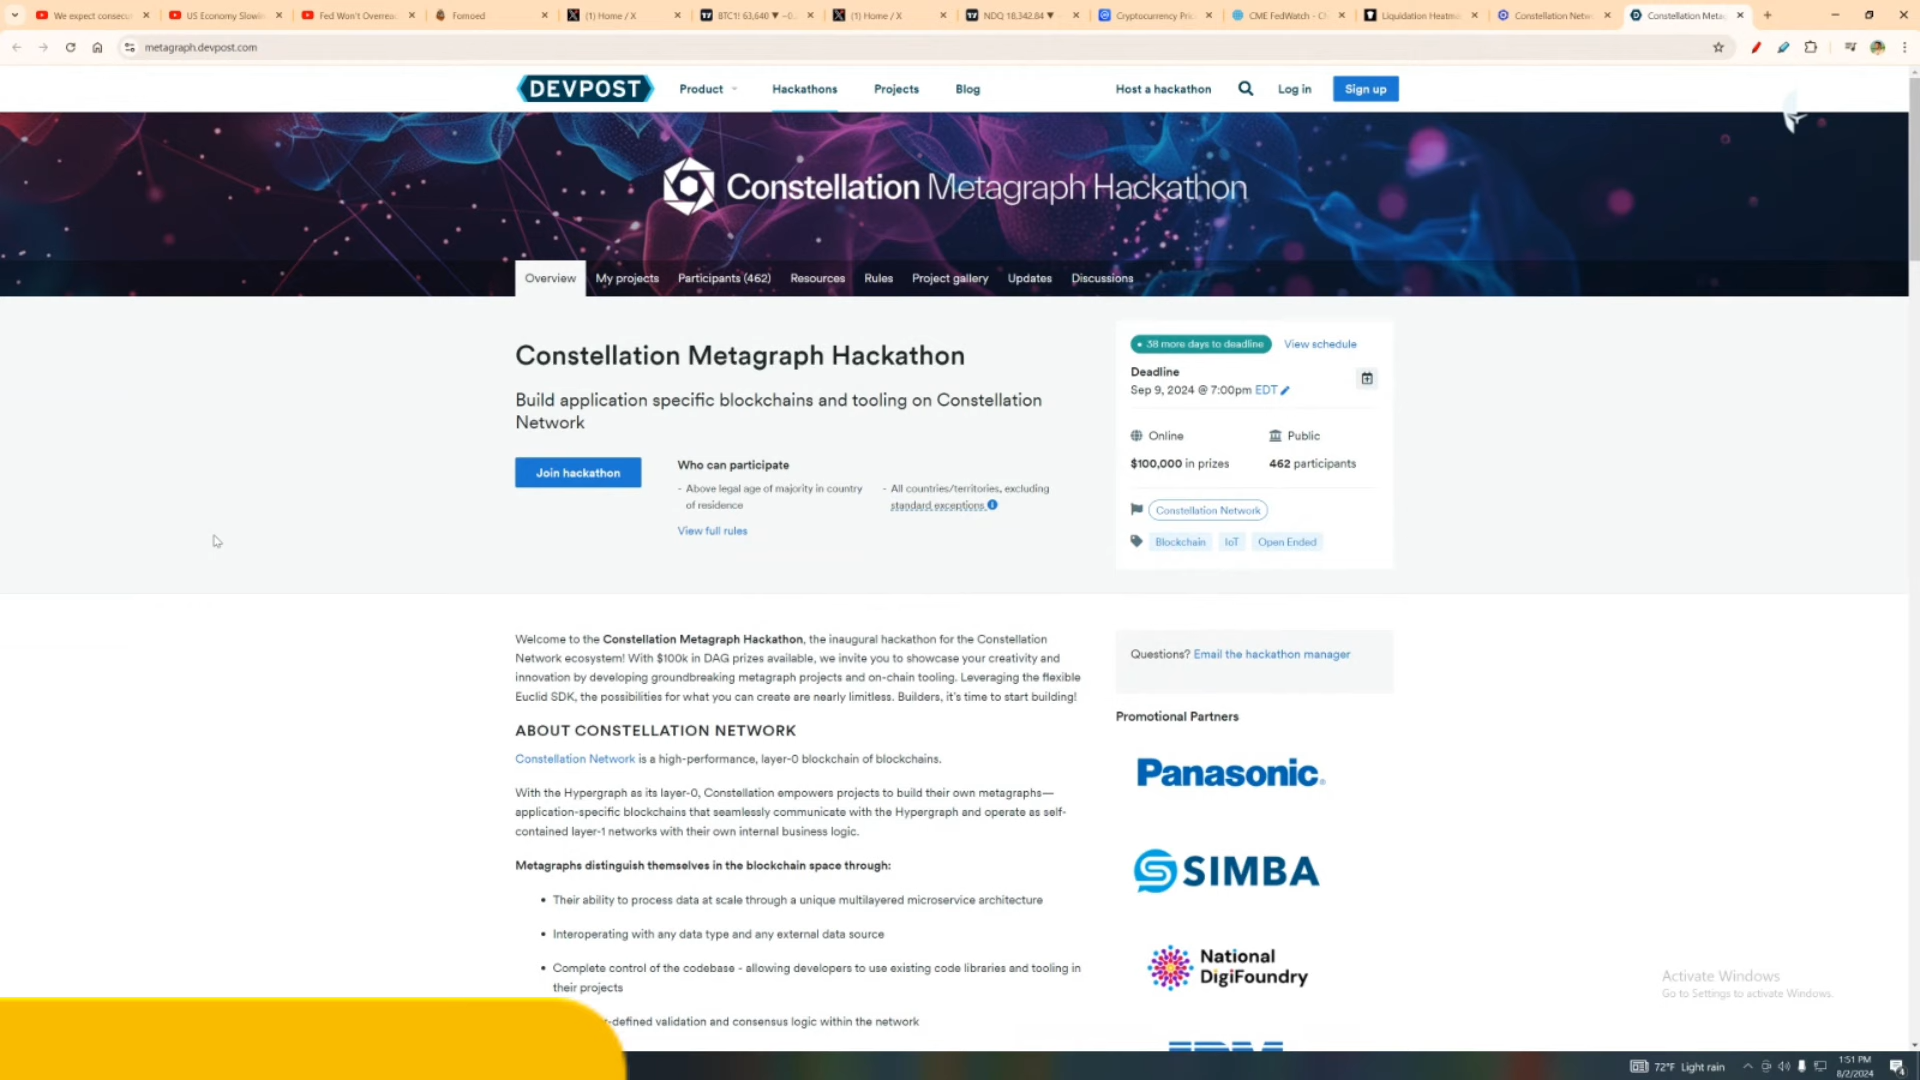 We expect consecu
US Economy Slowin
Fed Won't Overreac
Fomoed
(1) Home / X
BTC1! 63,640 ▼ −0.
(1) Home / X
NDQ 18,342.84 ▼
Cryptocurrency Pric
CME FedWatch - C
Liquidation Heatma
Constellation Netw
Constellation Meta
metagraph.devpost.com
DEVPOST
Product
Hackathons
Projects
Blog
Host a hackathon
Log in
Sign up
Constellation Metagraph Hackathon
Overview
My projects
Participants (462)
Resources
Rules
Project gallery
Updates
Discussions
Constellation Metagraph Hackathon
Build application specific blockchains and tooling on Constellation
Network
Join hackathon
Who can participate
- Above legal age of majority in country
of residence
- All countries/territories, excluding
standard exceptions
View full rules
38 more days to deadline
View schedule
Deadline
Sep 9, 2024 @ 7:00pm EDT
Online
Public
$100,000 in prizes
462 participants
Constellation Network
Blockchain
IoT
Open Ended
Welcome to the Constellation Metagraph Hackathon, the inaugural hackathon for the Constellation
Network ecosystem! With $100k in DAG prizes available, we invite you to showcase your creativity and
innovation by developing groundbreaking metagraph projects and on-chain tooling. Leveraging the flexible
Euclid SDK, the possibilities for what you can create are nearly limitless. Builders, it's time to start building!
ABOUT CONSTELLATION NETWORK
Constellation Network is a high-performance, layer-0 blockchain of blockchains.
With the Hypergraph as its layer-0, Constellation empowers projects to build their own metagraphs—
application-specific blockchains that seamlessly communicate with the Hypergraph and operate as self-
contained layer-1 networks with their own internal business logic.
Metagraphs distinguish themselves in the blockchain space through:
• Their ability to process data at scale through a unique multilayered microservice architecture
• Interoperating with any data type and any external data source
• Complete control of the codebase - allowing developers to use existing code libraries and tooling in
their projects
-defined validation and consensus logic within the network
Questions? Email the hackathon manager
Promotional Partners
Panasonic
SIMBA
National
DigiFoundry
Activate Windows
Go to Settings to activate Windows.
72°F Light rain
1:51 PM
8/2/2024